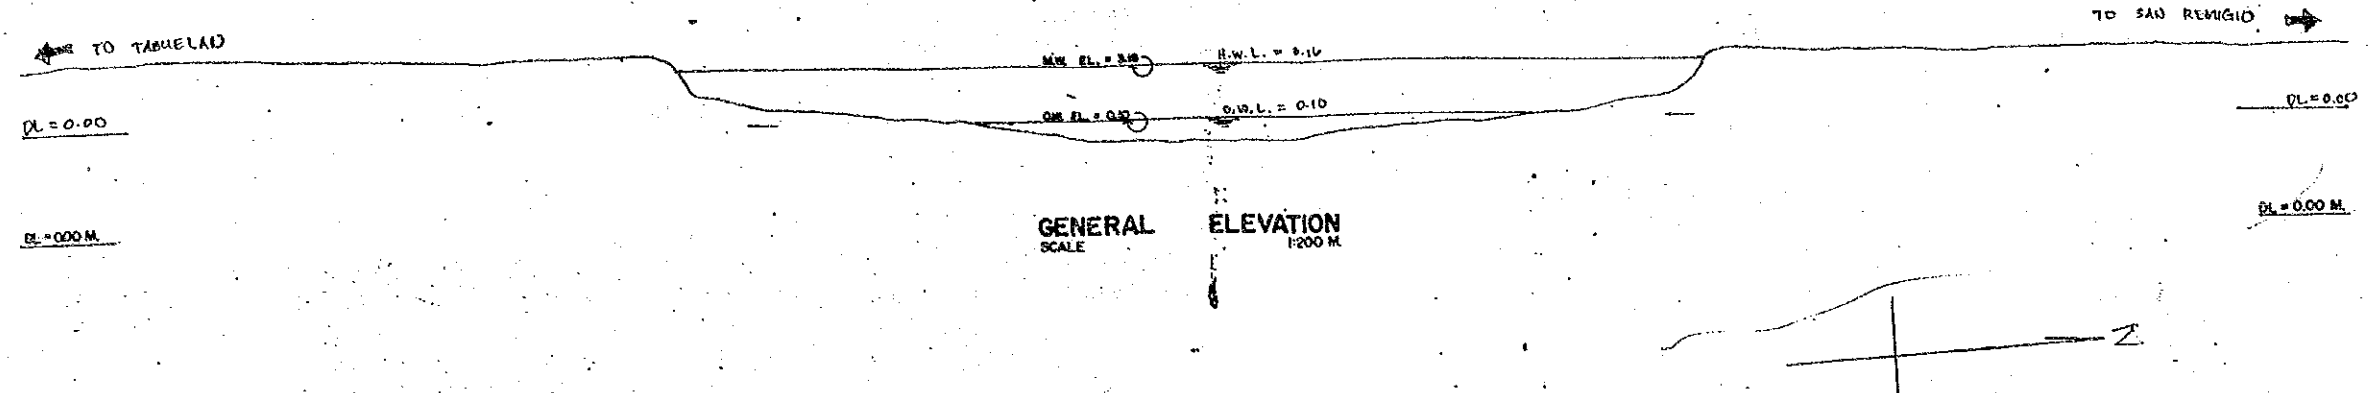 TO TABUELAN
TO SAN REMIGIO
H.W.L. = 3.16
O.W.L. = 0.10
DL = 0.00
DL = 0.00
GENERAL ELEVATION
SCALE 1:200 M.
DL = 0.00 M.
DL = 0.00 M.
N